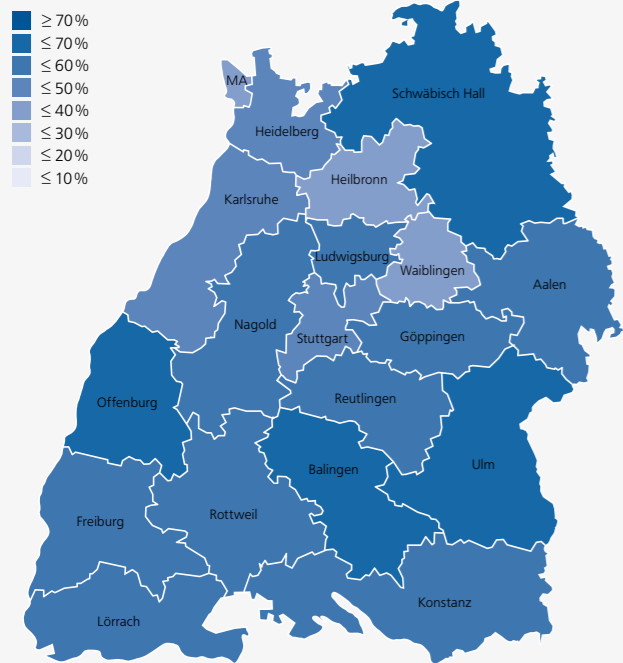 ≥ 70 %
≤ 70 %
≤ 60 %
≤ 50 %
≤ 40 %
≤ 30 %
≤ 20 %
≤ 10 %
MA
Schwäbisch Hall
Heidelberg
Heilbronn
Karlsruhe
Ludwigsburg
Waiblingen
Aalen
Nagold
Stuttgart
Göppingen
Offenburg
Reutlingen
Balingen
Ulm
Freiburg
Rottweil
Konstanz
Lörrach